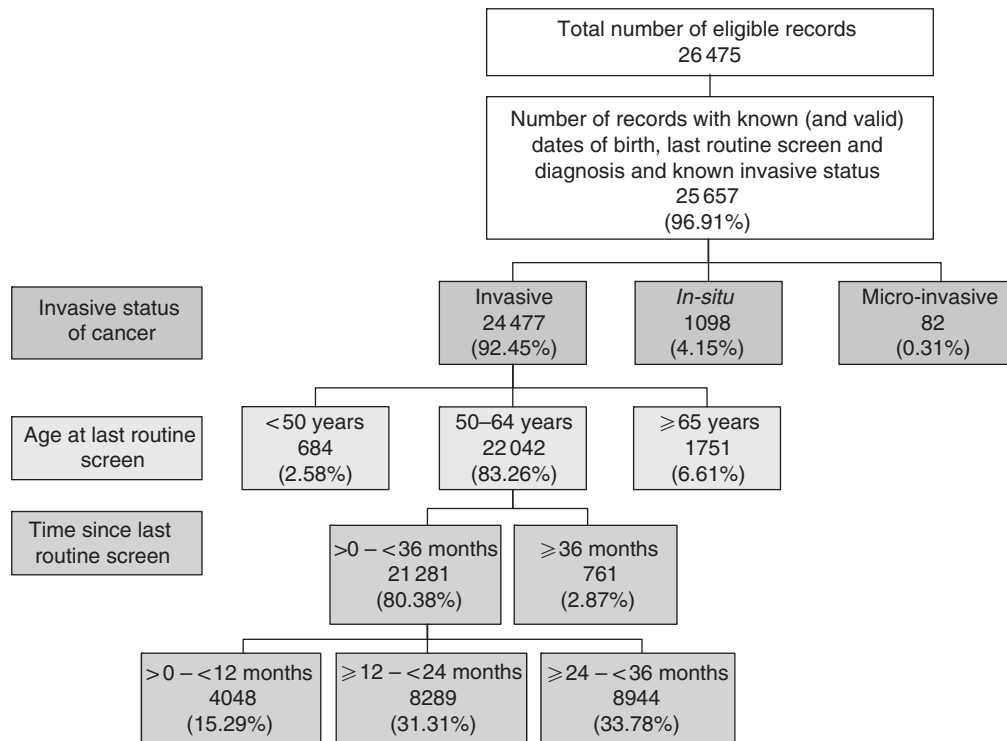 Total number of eligible records
26 475
Number of records with known (and valid)
dates of birth, last routine screen and
diagnosis and known invasive status
25 657
(96.91%)
Invasive status
of cancer
Invasive
24 477
(92.45%)
In-situ
1098
(4.15%)
Micro-invasive
82
(0.31%)
Age at last routine
screen
<50 years
684
(2.58%)
50–64 years
22 042
(83.26%)
⩾65 years
1751
(6.61%)
Time since last
routine screen
>0 – <36 months
21 281
(80.38%)
⩾36 months
761
(2.87%)
>0 – <12 months
4048
(15.29%)
⩾12 – <24 months
8289
(31.31%)
⩾24 – <36 months
8944
(33.78%)